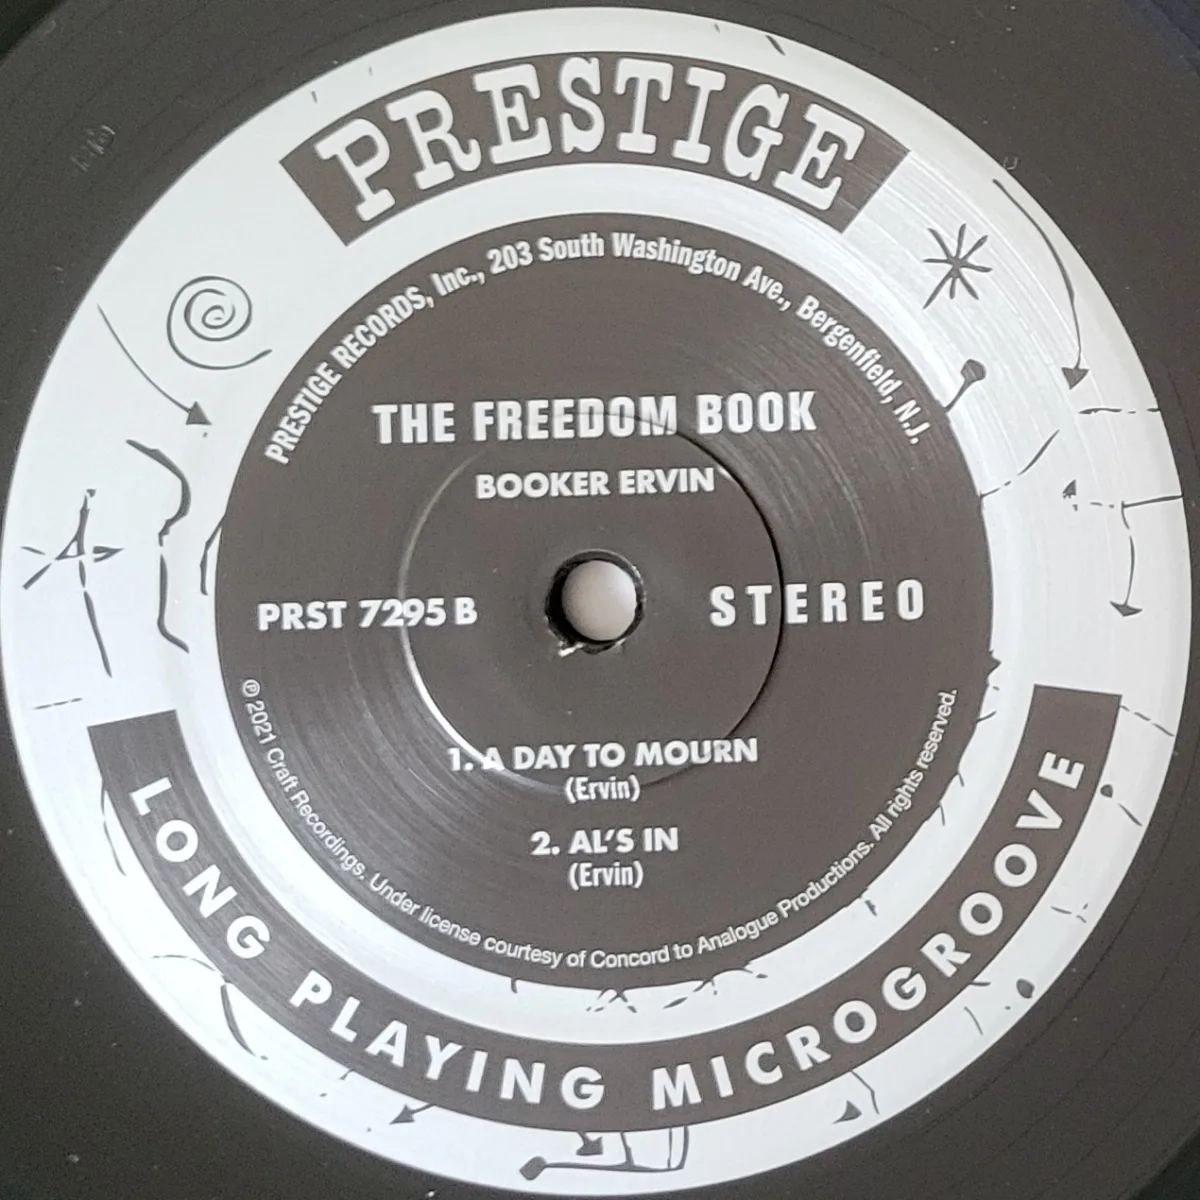 PRESTIGE
PRESTIGE RECORDS, Inc., 203 South Washington Ave., Bergenfield, N.J.
THE FREEDOM BOOK
BOOKER ERVIN
PRST 7295 B
STEREO
1. A DAY TO MOURN
(Ervin)
2. AL'S IN
(Ervin)
℗ 2021 Craft Recordings. Under license courtesy of Concord to Analogue Productions. All rights reserved.
LONG PLAYING MICROGROOVE